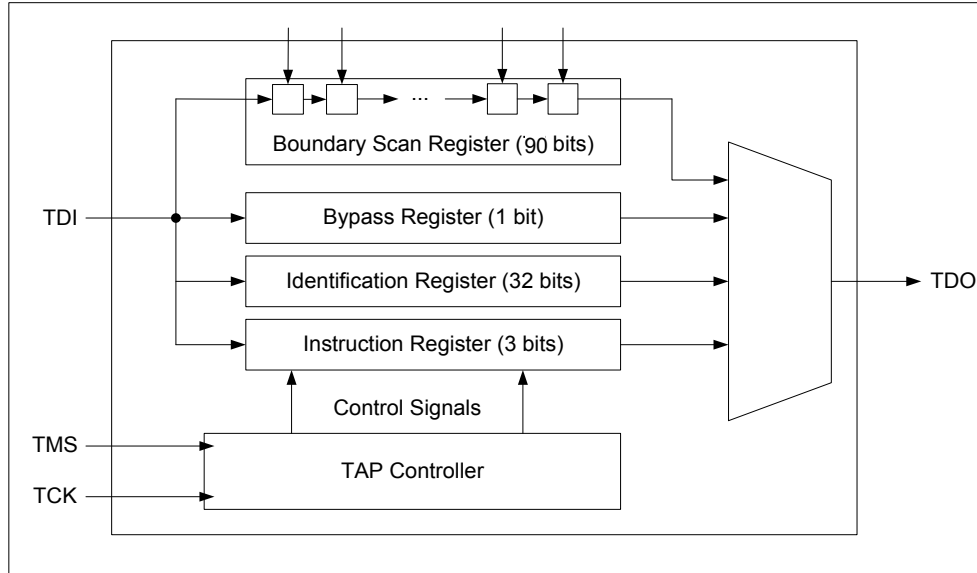 ...
Boundary Scan Register (90 bits)
TDI
Bypass Register (1 bit)
Identification Register (32 bits)
TDO
Instruction Register (3 bits)
Control Signals
TMS
TAP Controller
TCK